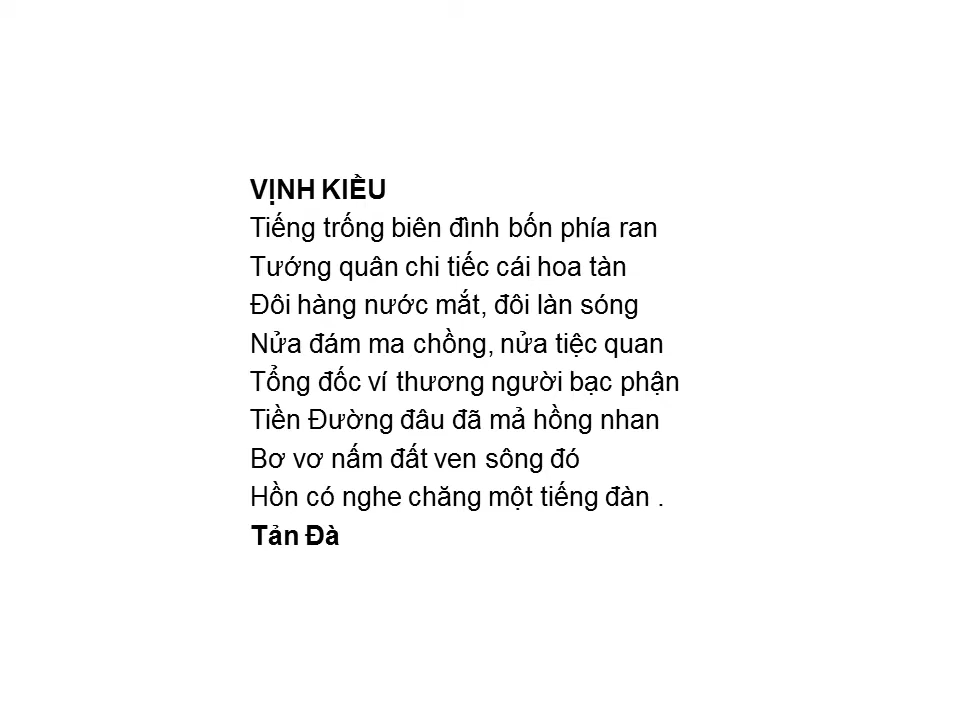 VỊNH KIỀU
Tiếng trống biên đình bốn phía ran
Tướng quân chi tiếc cái hoa tàn
Đôi hàng nước mắt, đôi làn sóng
Nửa đám ma chồng, nửa tiệc quan
Tổng đốc ví thương người bạc phận
Tiền Đường đâu đã mả hồng nhan
Bơ vơ nấm đất ven sông đó
Hồn có nghe chăng một tiếng đàn .
Tản Đà